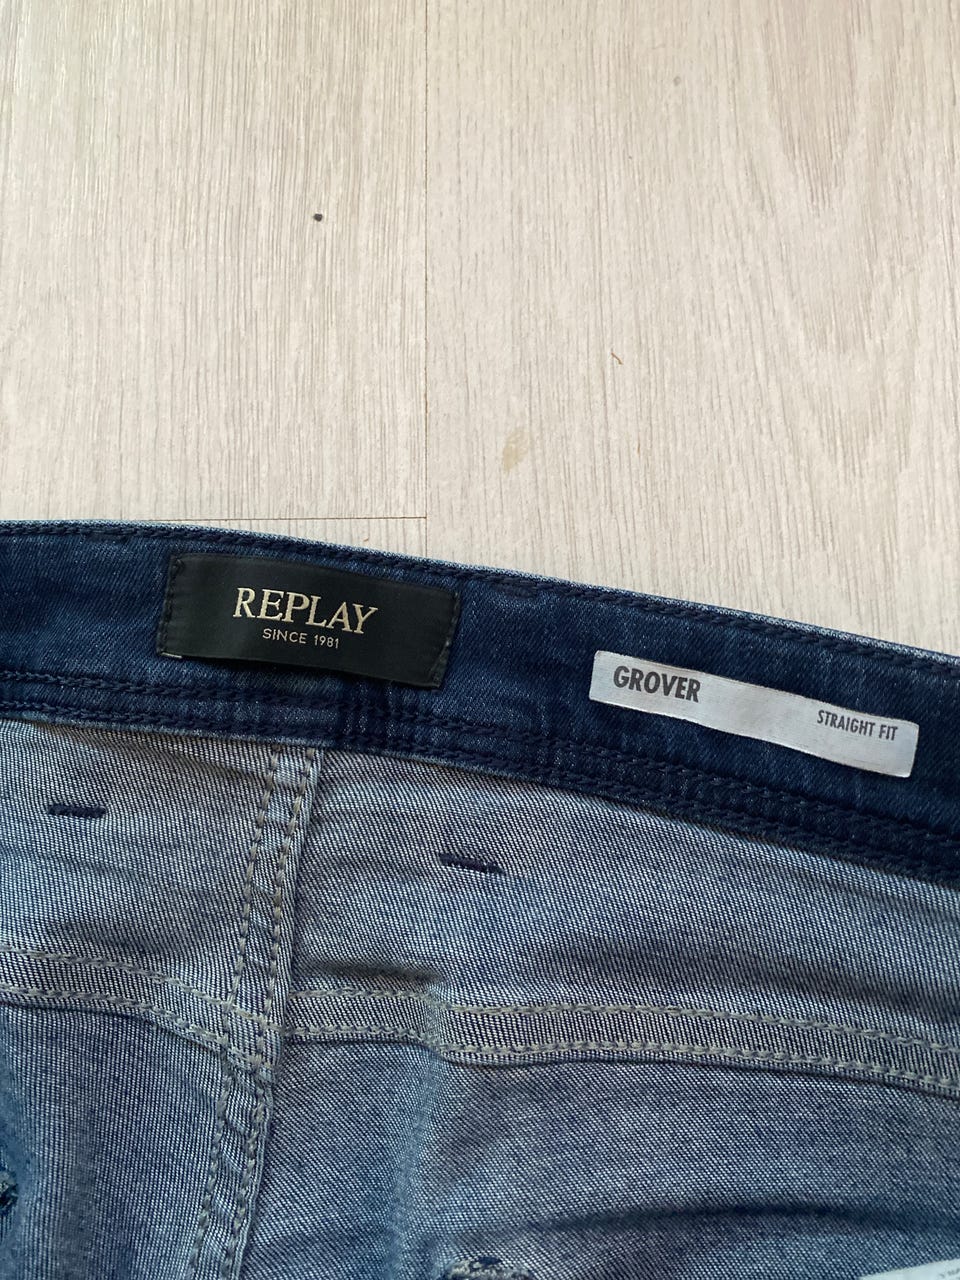 REPLAY
SINCE 1981
GROVER
STRAIGHT FIT